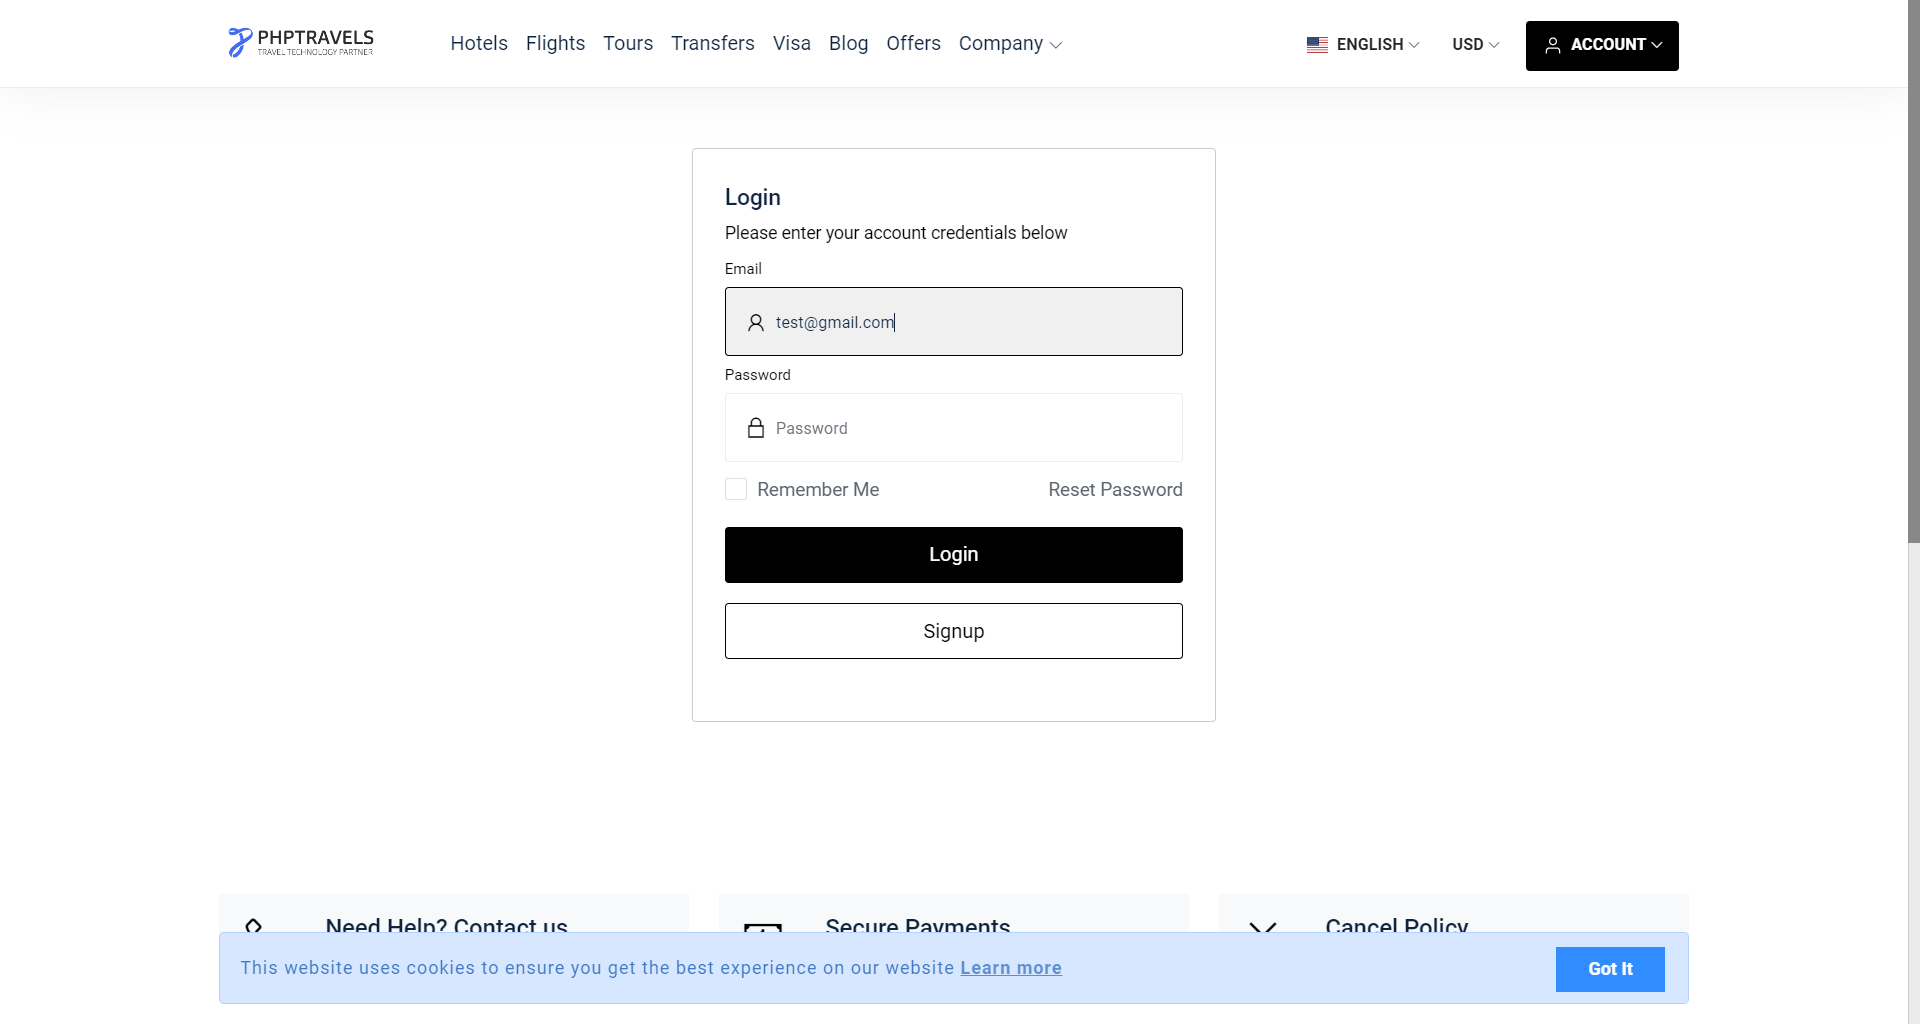 PHPTRAVELS
TRAVEL TECHNOLOGY PARTNER
Hotels Flights Tours Transfers Visa Blog Offers Company
ENGLISH USD ACCOUNT
Login
Please enter your account credentials below
Email
test@gmail.com
Password
Password
Remember Me Reset Password
Login
Signup
Need Help? Contact us Secure Payments Cancel Policy
This website uses cookies to ensure you get the best experience on our website Learn more Got It